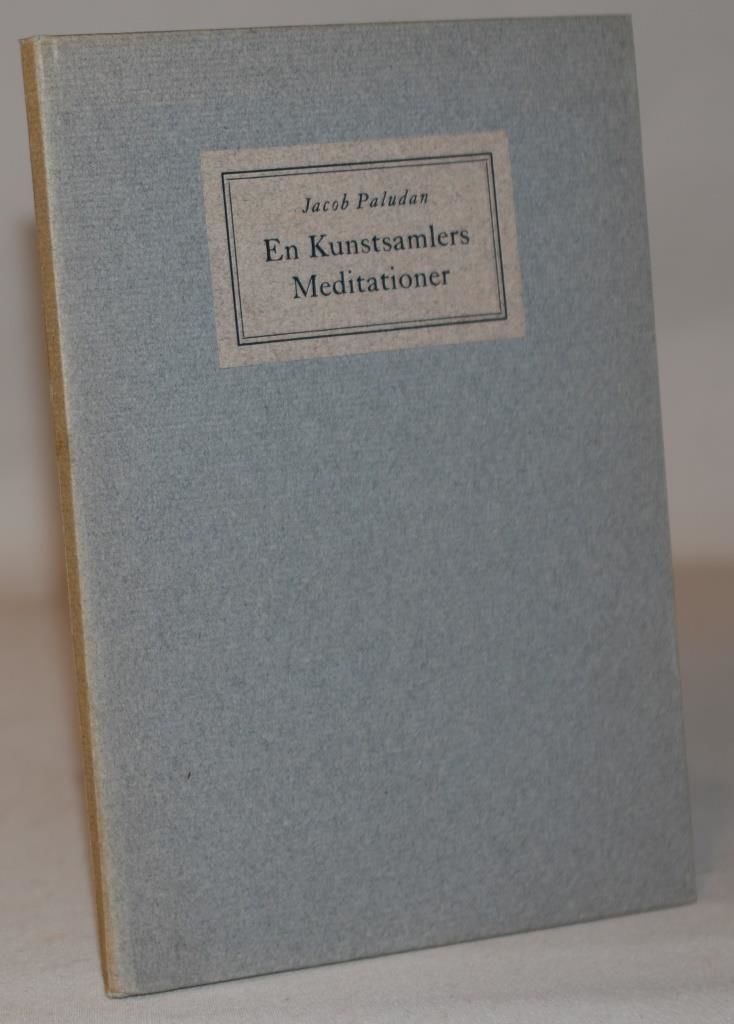 Jacob Paludan
En Kunstsamlers
Meditationer